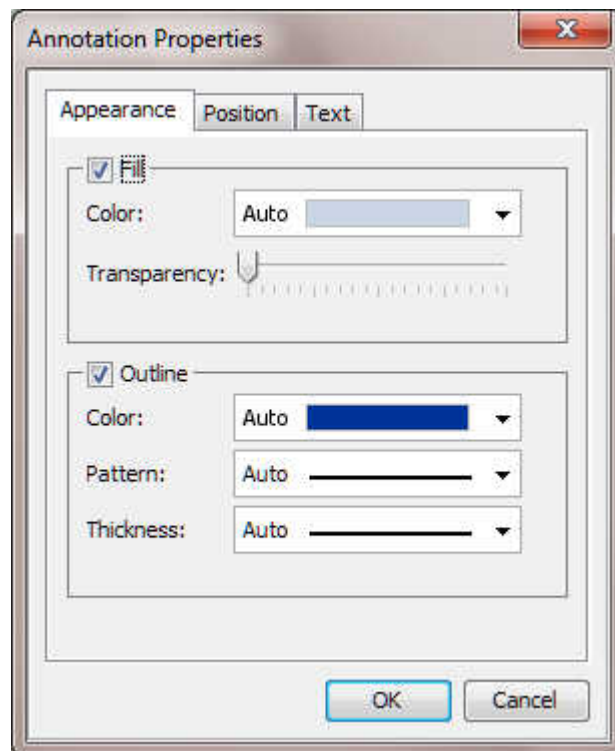 Annotation Properties
Appearance Position Text
Fill
Color: Auto
Transparency:
Outline
Color: Auto
Pattern: Auto
Thickness: Auto
OK Cancel